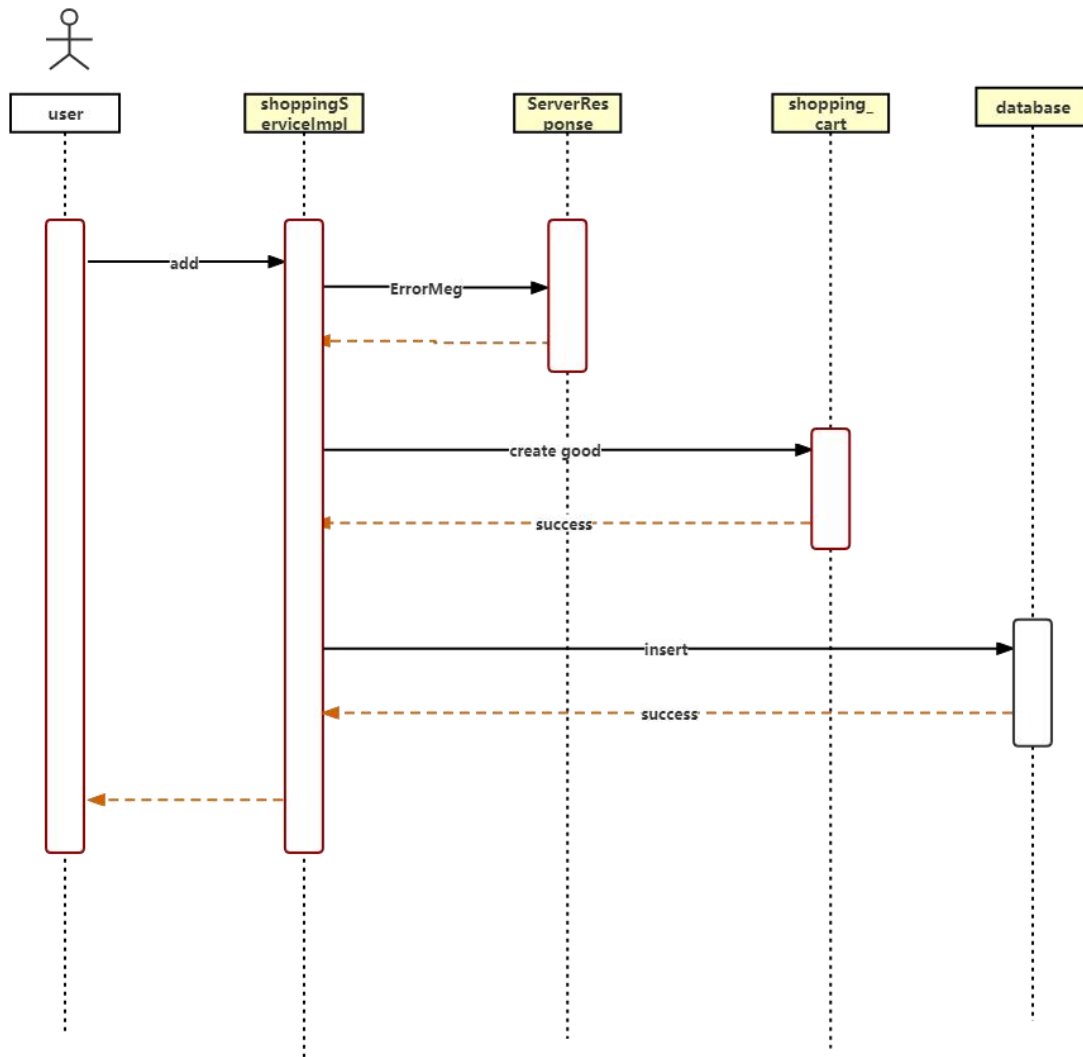 user
shoppingS
erviceImpl
ServerRes
ponse
shopping_
cart
database
add
ErrorMeg
create good
success
insert
success